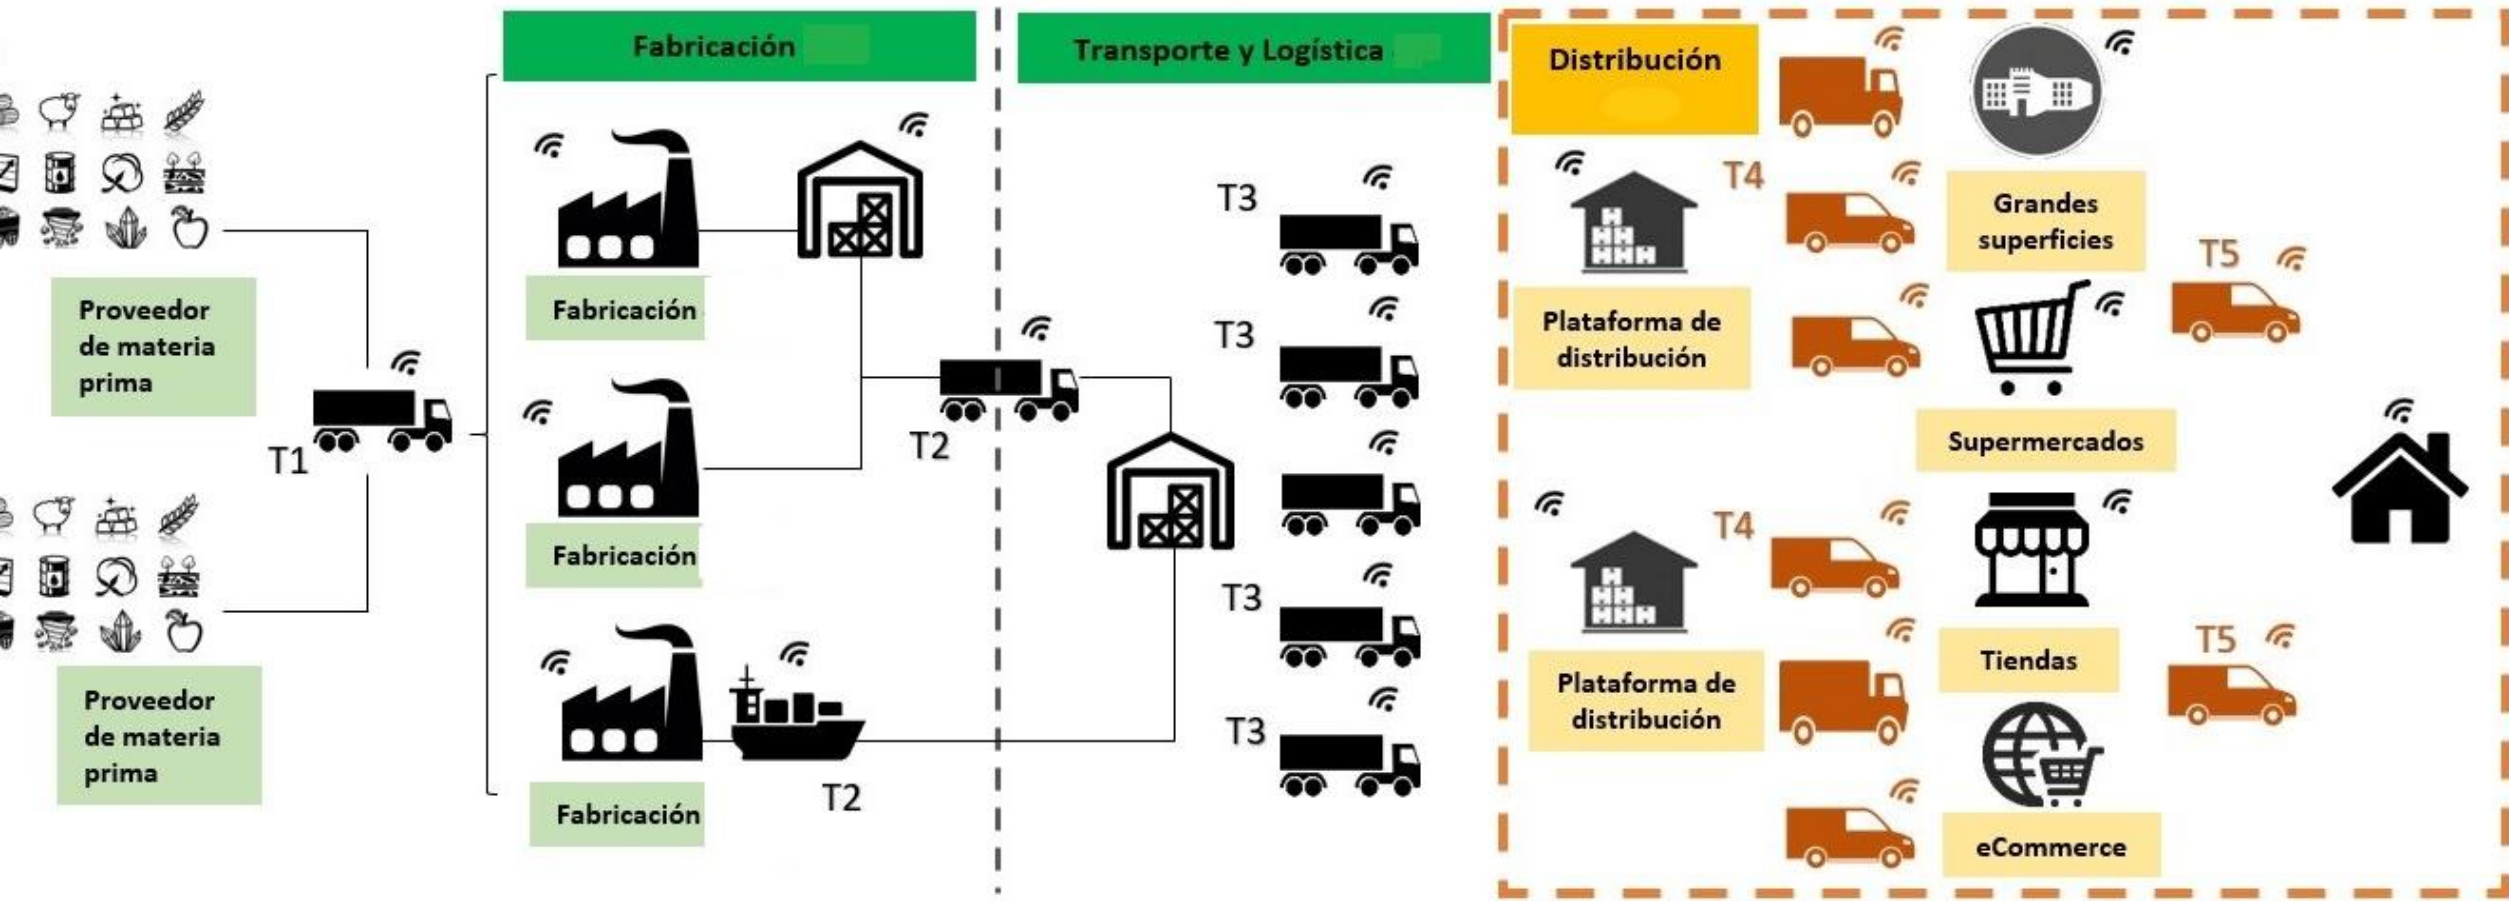 Fabricación
Transporte y Logística
Distribución
Proveedor
de materia
prima
T1
Proveedor
de materia
prima
Fabricación
Fabricación
Fabricación
T2
T2
T3
T3
T3
T3
T4
Plataforma de
distribución
T4
Plataforma de
distribución
Grandes
superficies
Supermercados
Tiendas
eCommerce
T5
T5